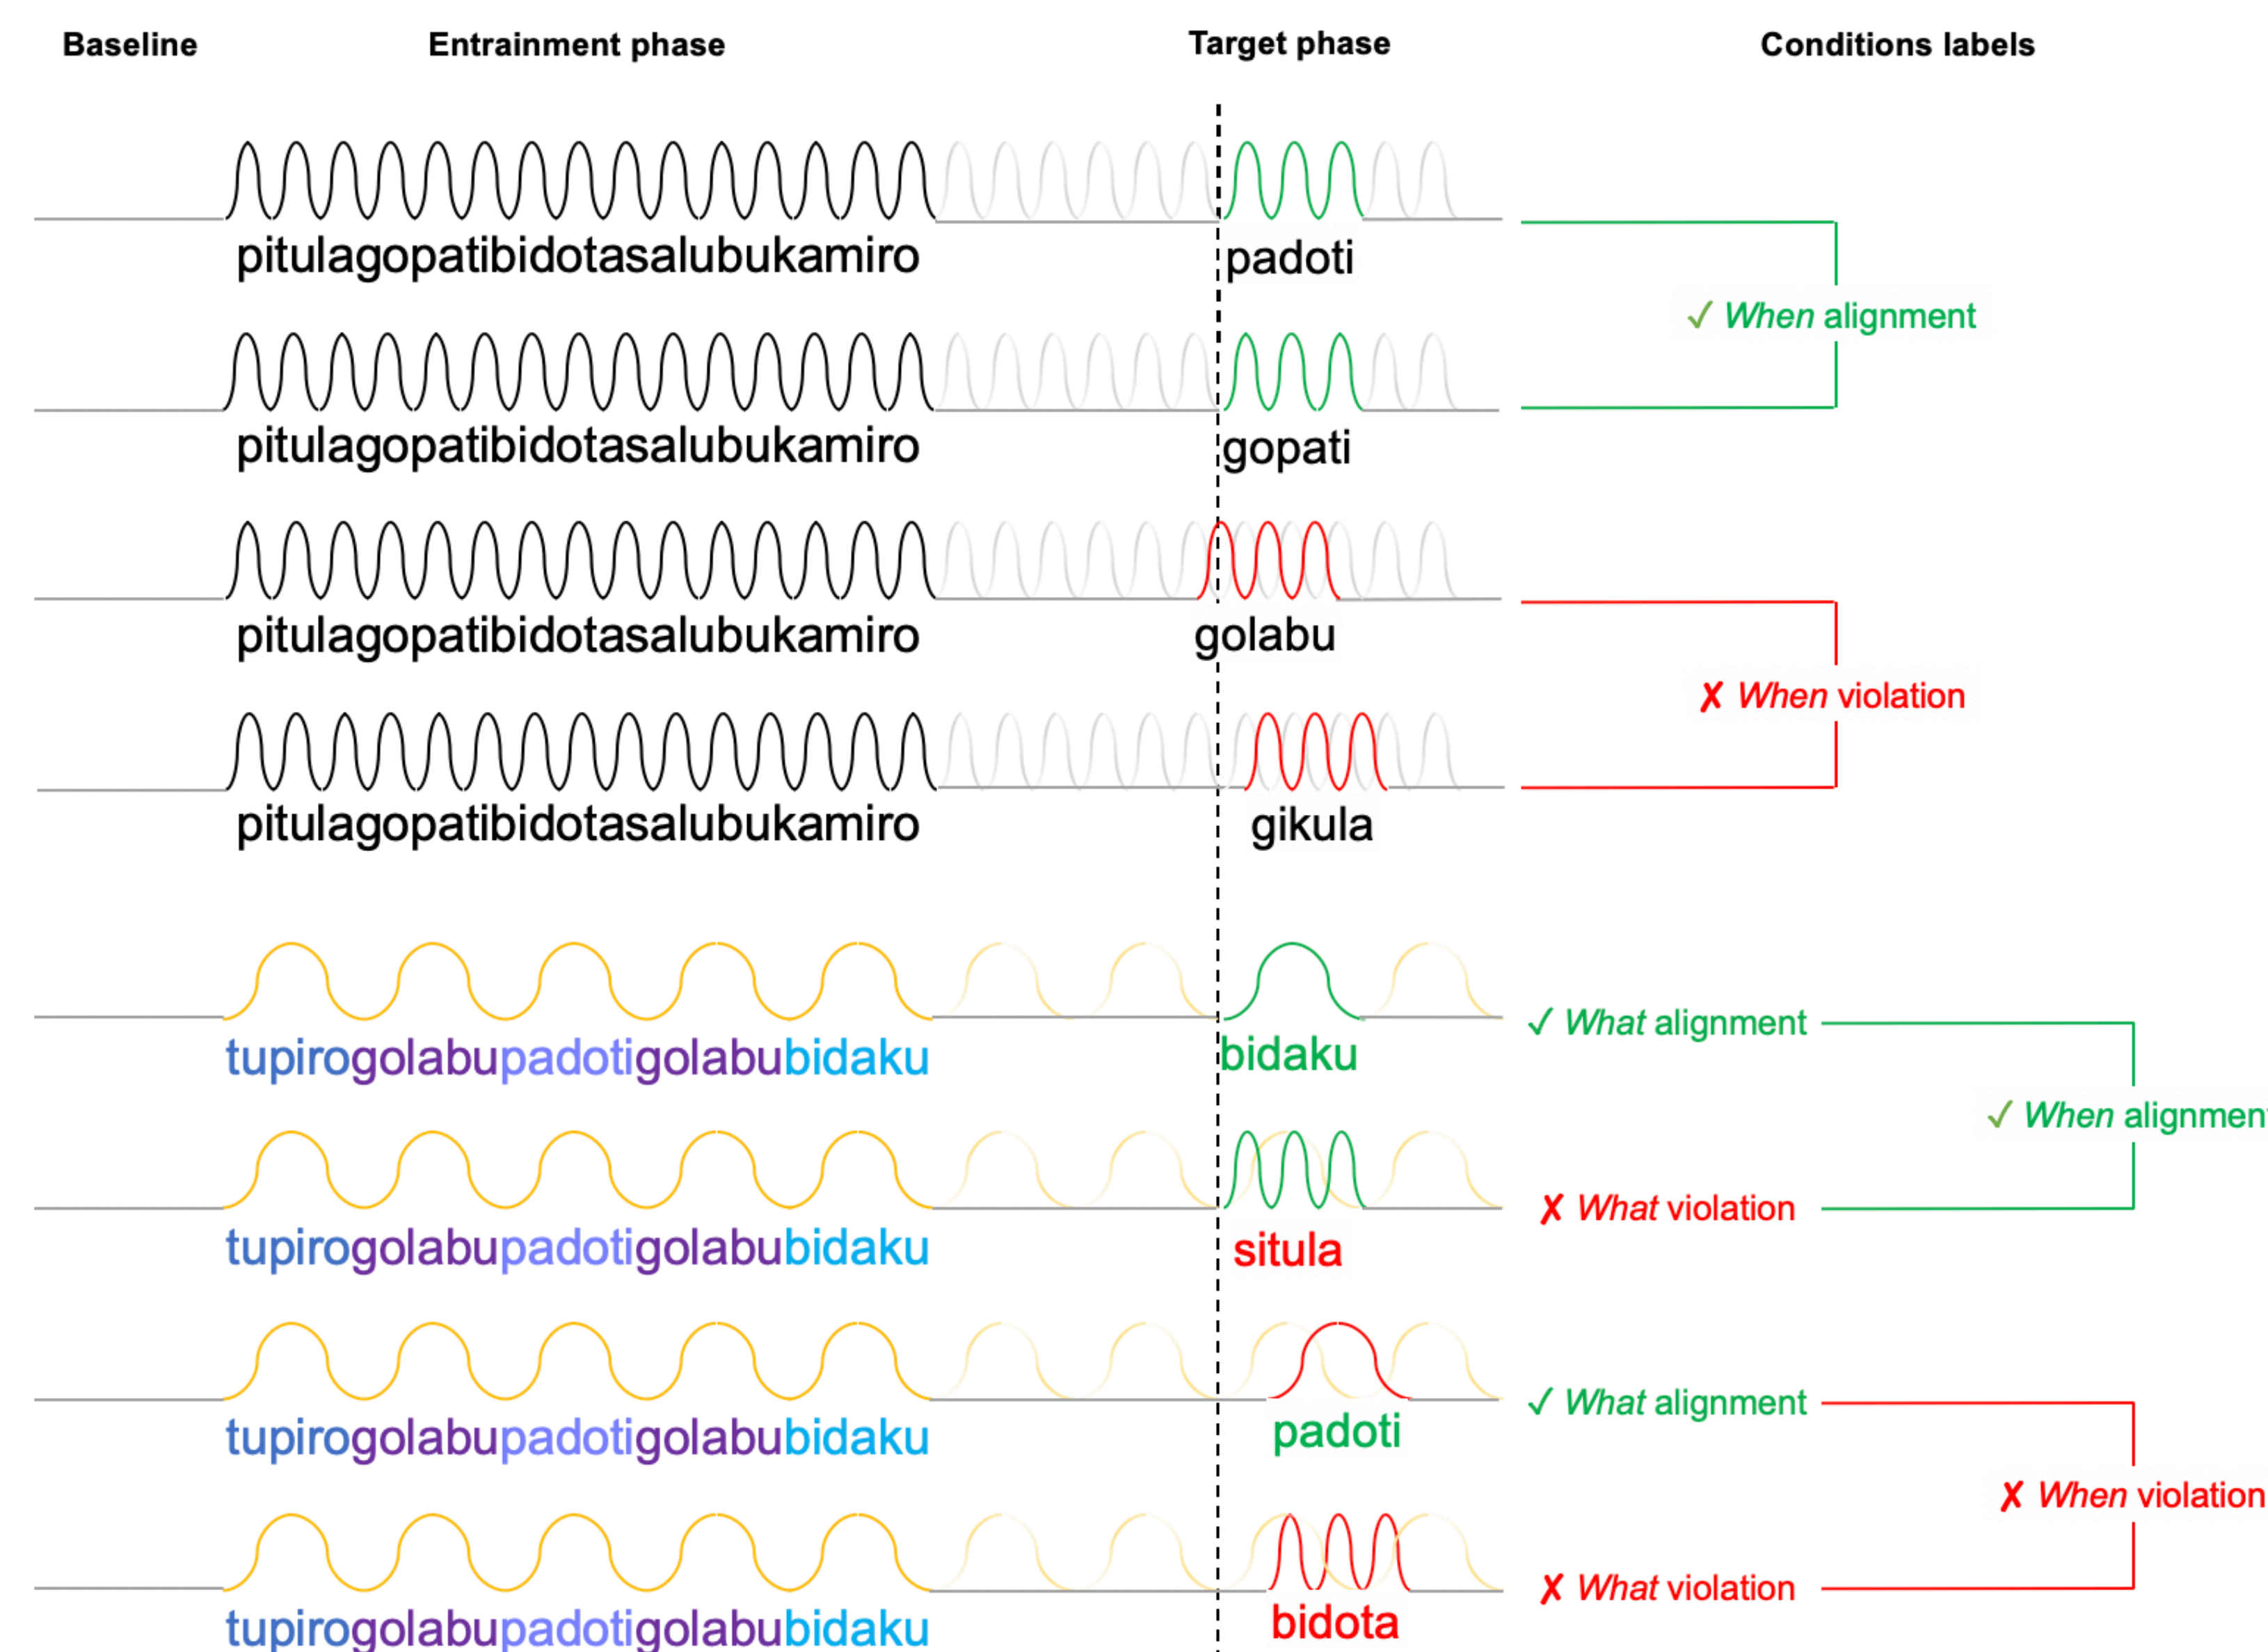 Baseline Entrainment phase Target phase Conditions labels
pitulagopatibidotasalubukamiro padoti
✓ When alignment
pitulagopatibidotasalubukamiro gopati
pitulagopatibidotasalubukamiro golabu
✗ When violation
pitulagopatibidotasalubukamiro gikula
✓ What alignment
tupirogolabupadotigolabubidaku bidaku
✓ When alignment
✗ What violation
tupirogolabupadotigolabubidaku situla
✓ What alignment
tupirogolabupadotigolabubidaku padoti
✗ When violation
✗ What violation
tupirogolabupadotigolabubidaku bidota